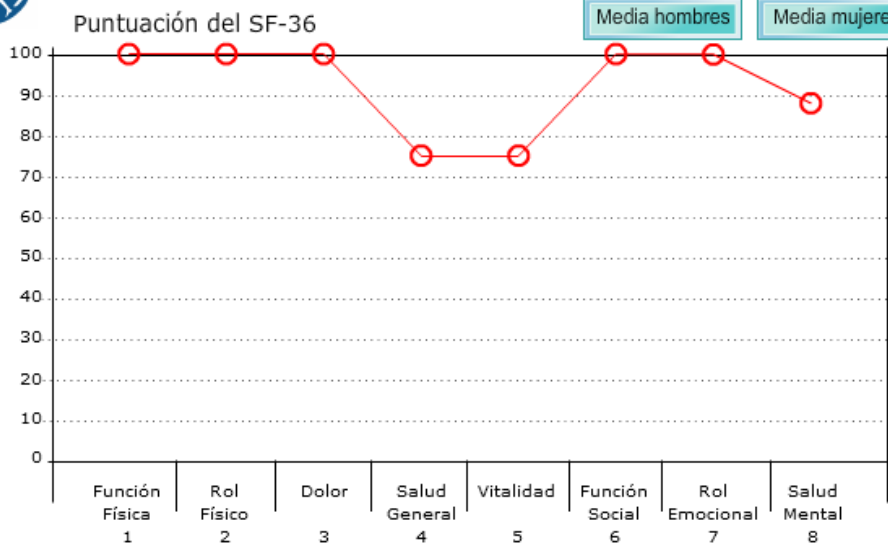 Puntuación del SF-36
Media hombres
Media mujere
100
90
80
70
60
50
40
30
20
10
0
Función Física 1
Rol Físico 2
Dolor 3
Salud General 4
Vitalidad 5
Función Social 6
Rol Emocional 7
Salud Mental 8